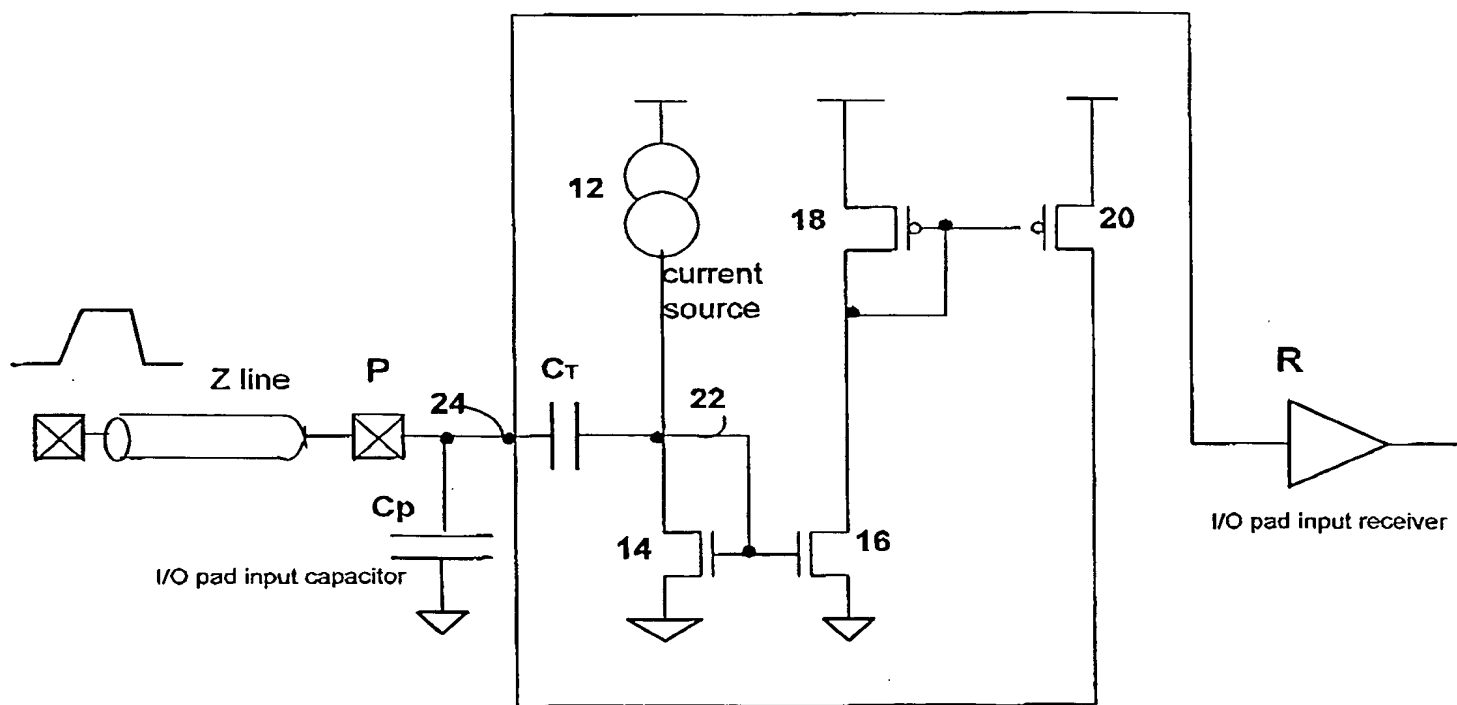 12
18
20
current
source
Z line
P
24
CT
22
R
Cp
14
16
I/O pad input receiver
I/O pad input capacitor